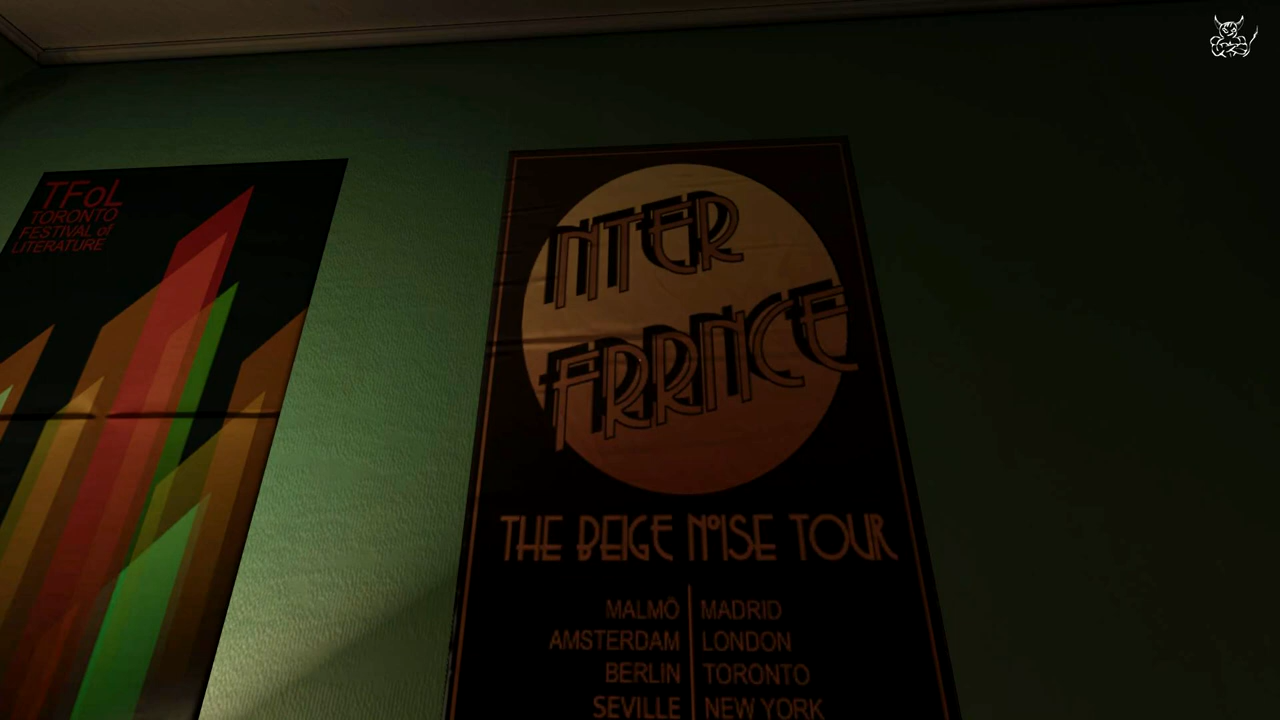 TFoL
TORONTO
FESTIVAL of
LITERATURE
INTER
FRRNCE
THE BEIGE NOISE TOUR
MALMÖ
MADRID
AMSTERDAM
LONDON
BERLIN
TORONTO
SEVILLE
NEW YORK